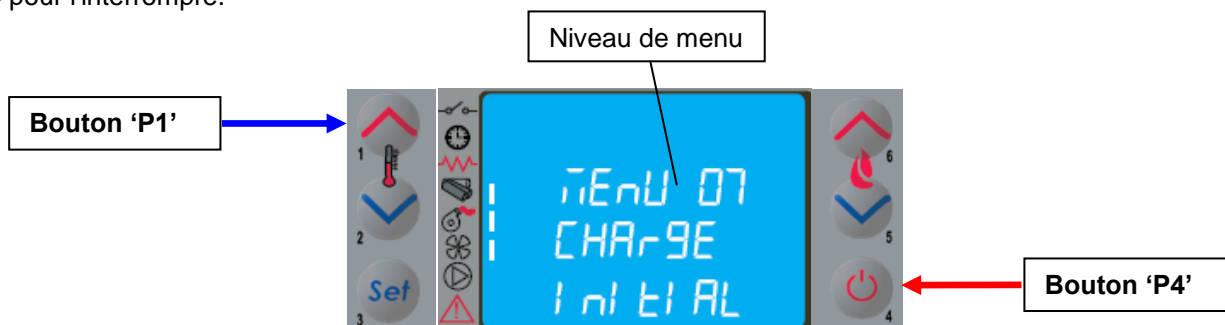 pour l'interrompre.
Niveau de menu
Bouton ‘P1’
1
2
Set
3
MEnU 07
CHArgE
InItIAL
6
5
4
Bouton ‘P4’